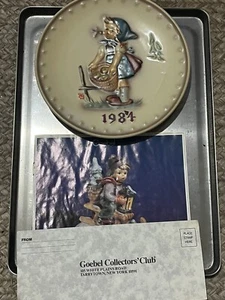 1984
FROM
PLACE
STAMP
HERE
Goebel Collectors' Club
105 WHITE PLAINS ROAD
TARRYTOWN, NEW YORK 10591